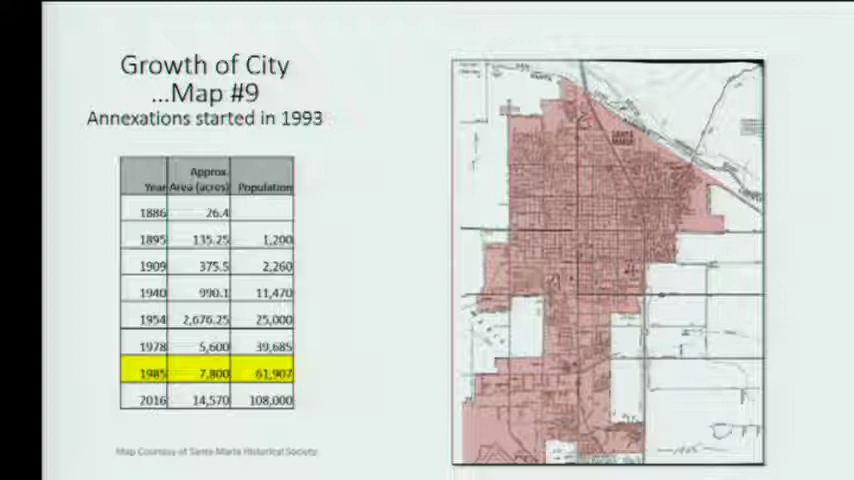 Growth of City
...Map #9
Annexations started in 1993
Year Approx. Area (acres) Population
1886 26.4
1895 135.25 1,200
1909 375.5 2,260
1940 990.1 11,470
1954 2,676.25 25,000
1978 5,600 39,685
1985 7,800 61,907
2016 14,570 108,000
Map Courtesy of Santa Maria Historical Society
SANTA
MARIA